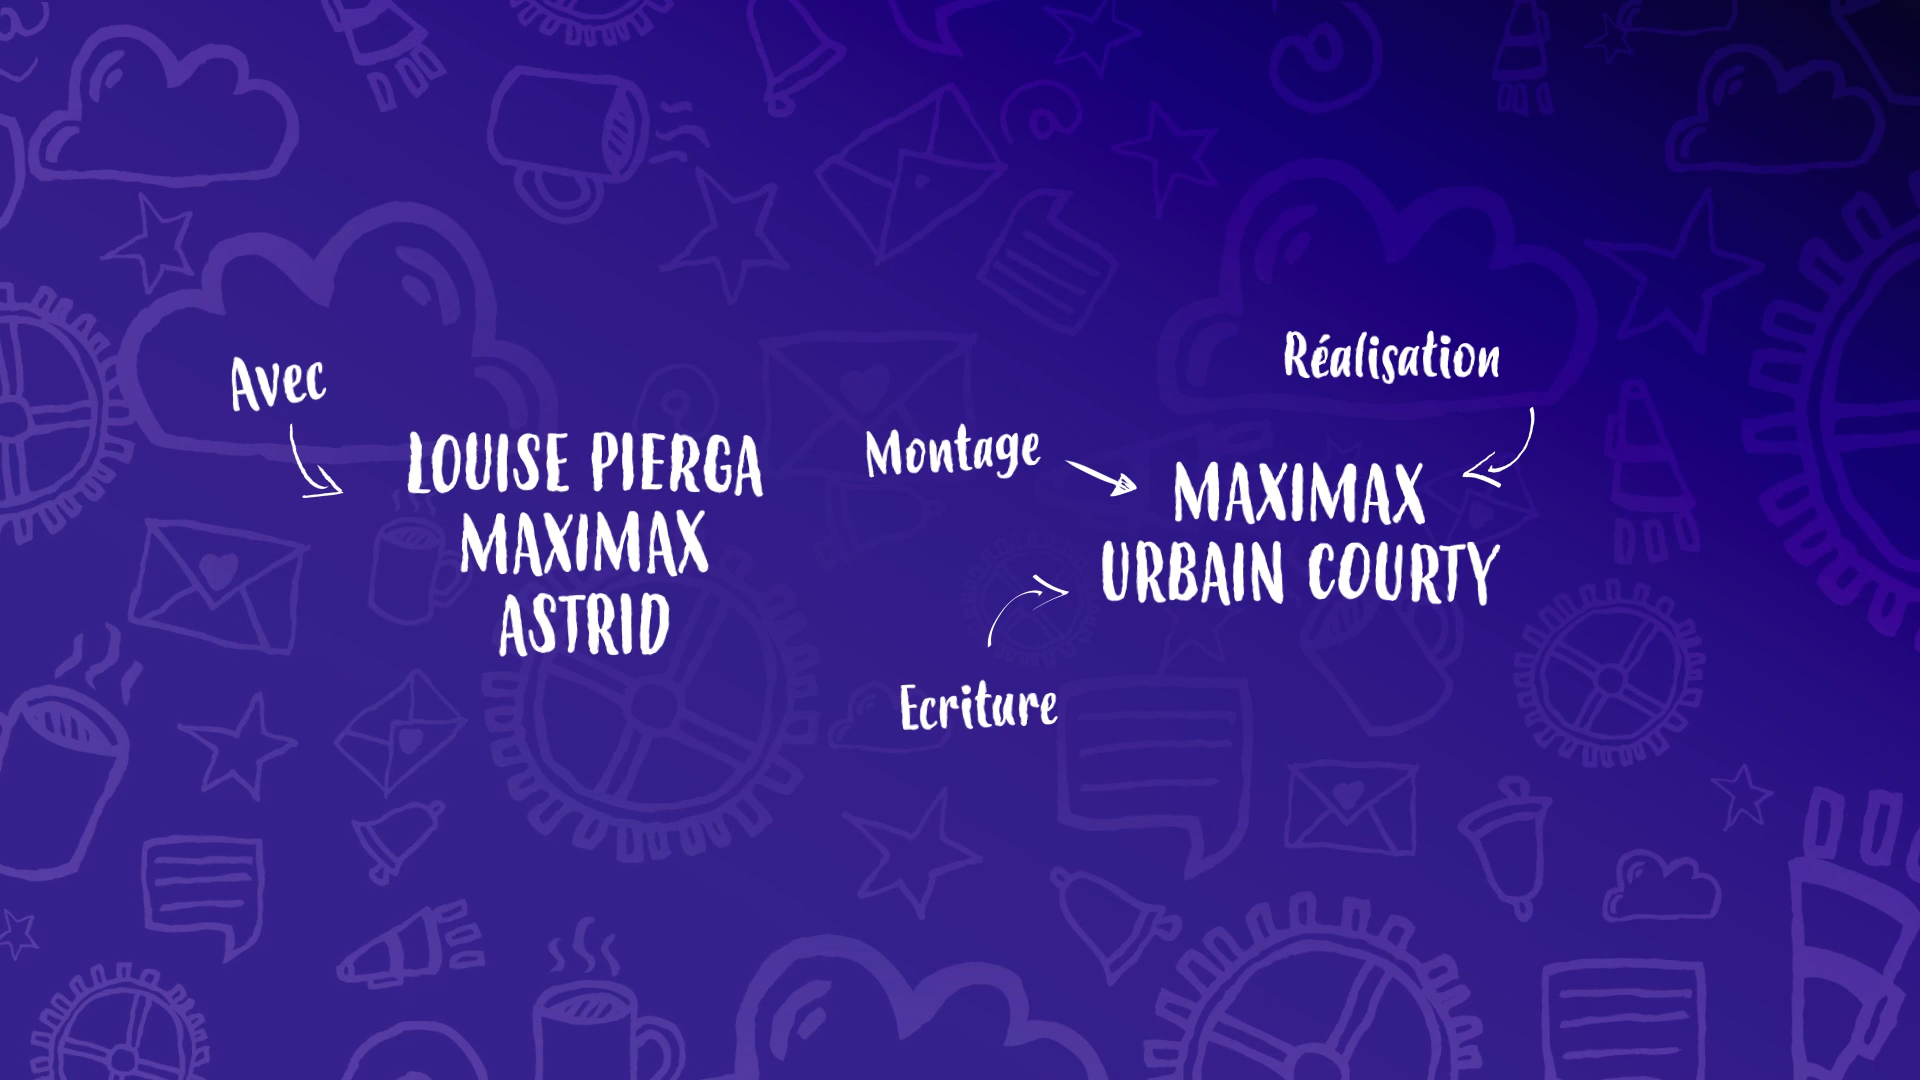 Avec
LOUISE PIERGA
MAXIMAX
ASTRID
Réalisation
Montage
MAXIMAX
URBAIN COURTY
Ecriture